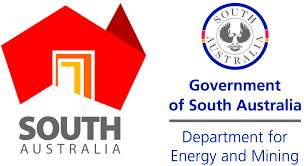 SOUTH
AUSTRALIA
SOUTH
AUSTRALIA
Government
of South Australia
Department for
Energy and Mining